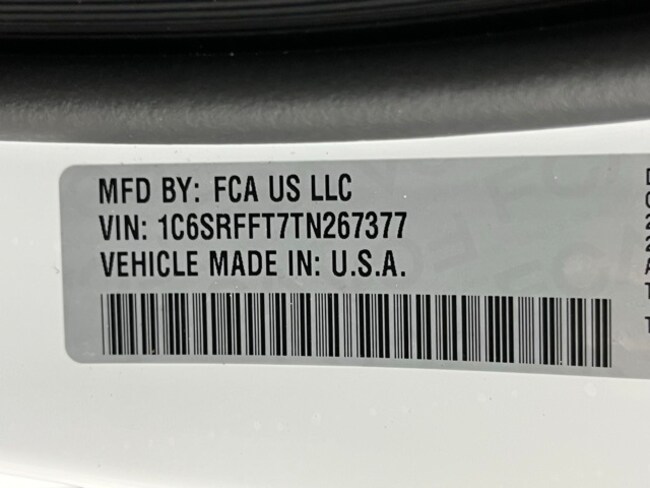 MFD BY: FCA US LLC
VIN: 1C6SRFFT7TN267377
VEHICLE MADE IN: U.S.A.